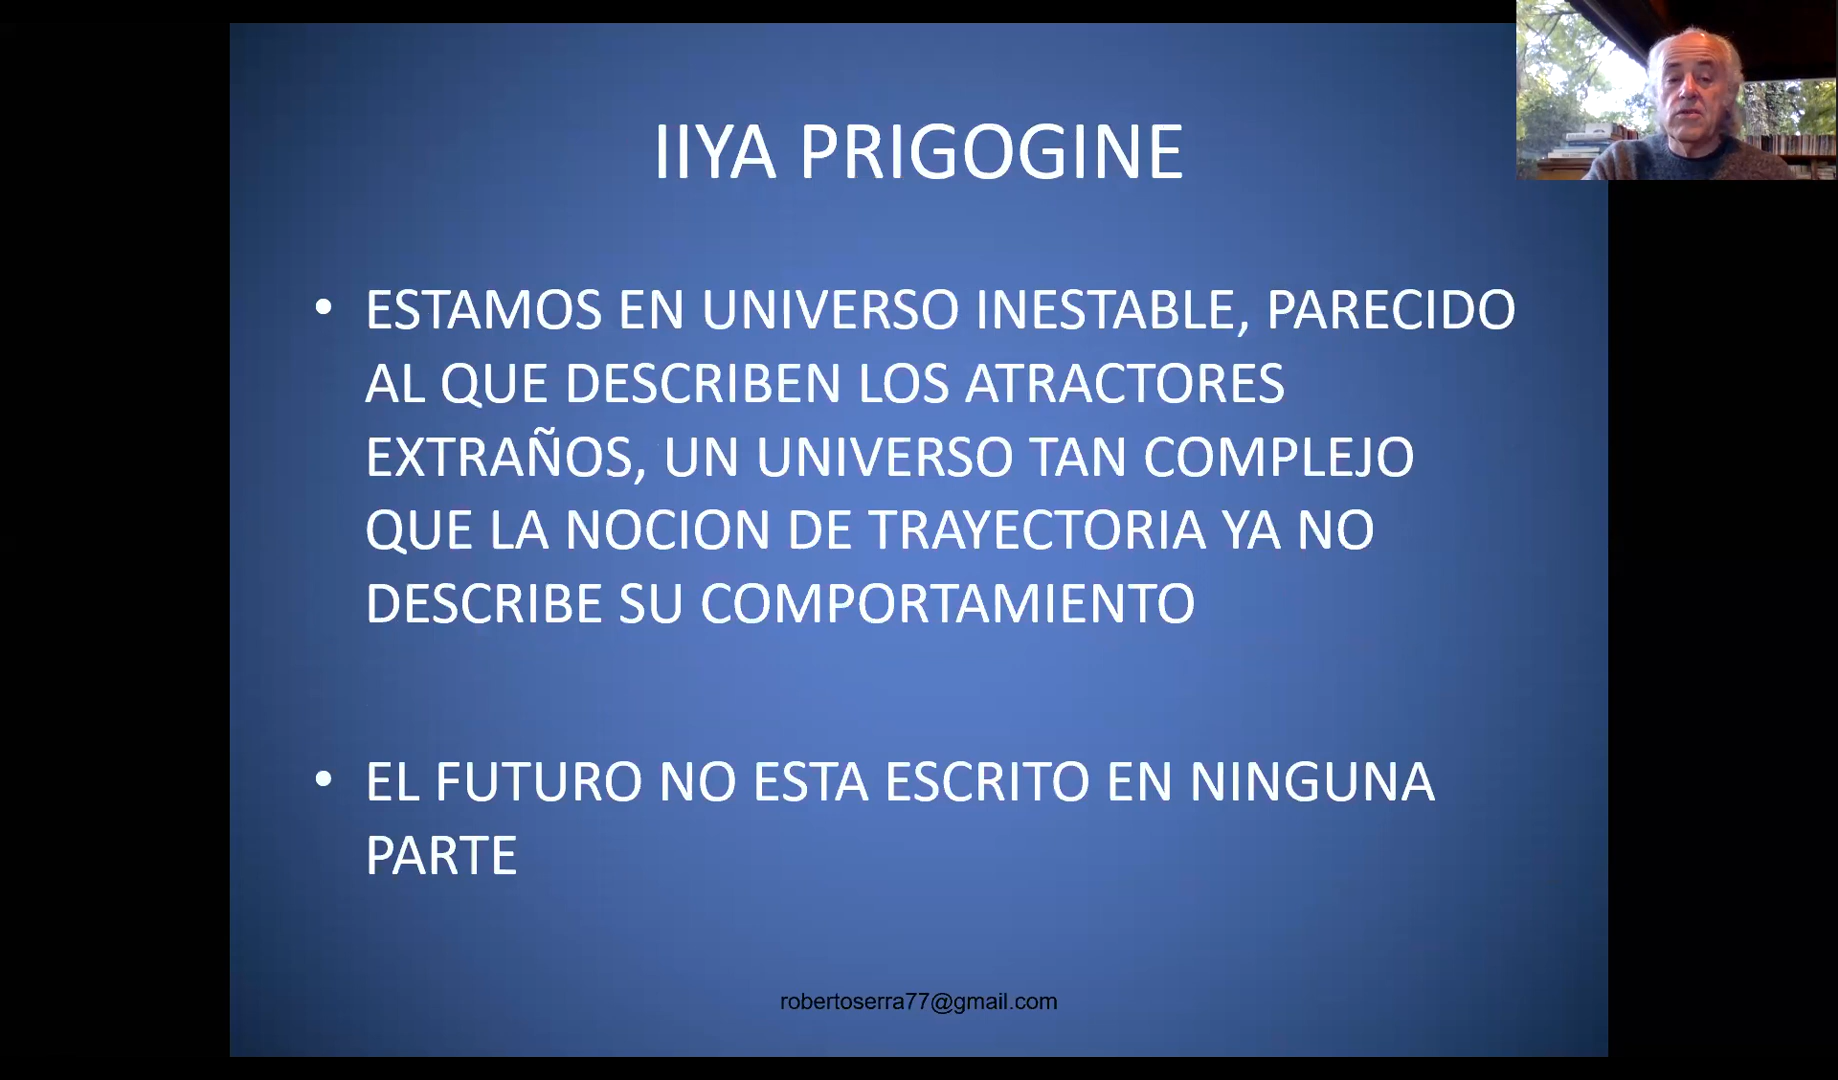 IIYA PRIGOGINE
• ESTAMOS EN UNIVERSO INESTABLE, PARECIDO
AL QUE DESCRIBEN LOS ATRACTORES
EXTRAÑOS, UN UNIVERSO TAN COMPLEJO
QUE LA NOCION DE TRAYECTORIA YA NO
DESCRIBE SU COMPORTAMIENTO
• EL FUTURO NO ESTA ESCRITO EN NINGUNA
PARTE
robertoserra77@gmail.com